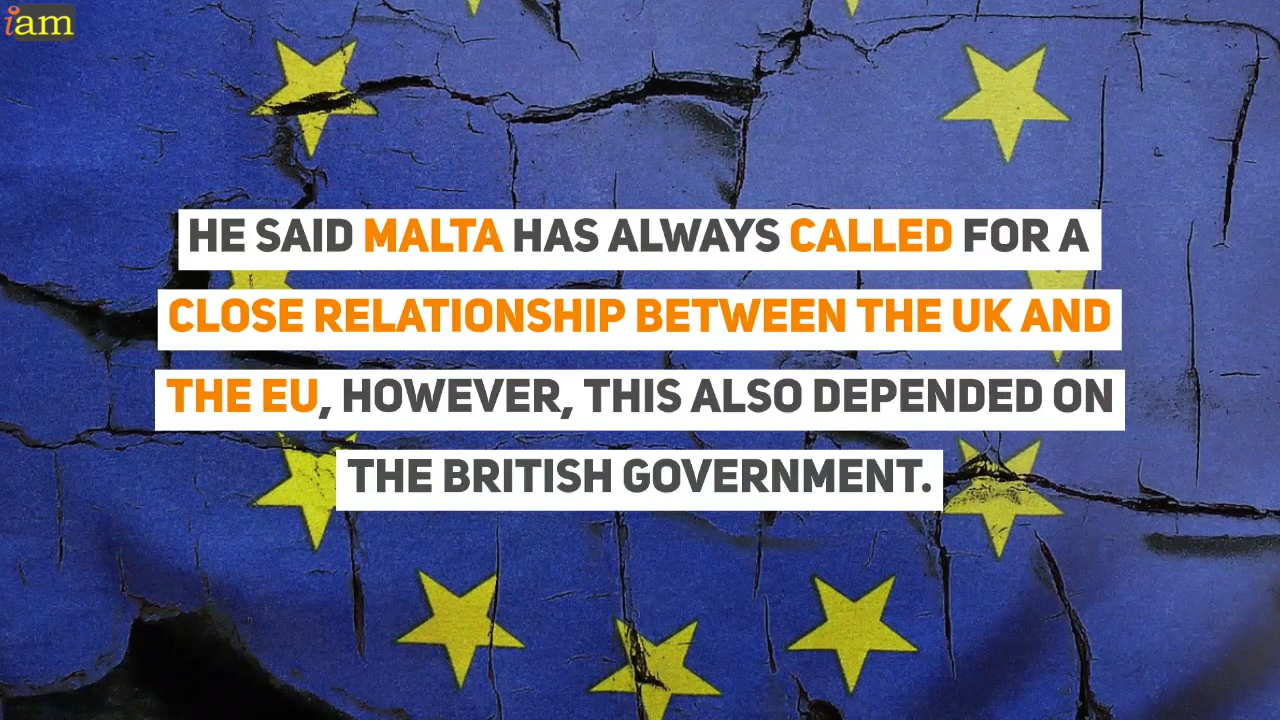 iam
HE SAID MALTA HAS ALWAYS CALLED FOR A
CLOSE RELATIONSHIP BETWEEN THE UK AND
THE EU, HOWEVER, THIS ALSO DEPENDED ON
THE BRITISH GOVERNMENT.